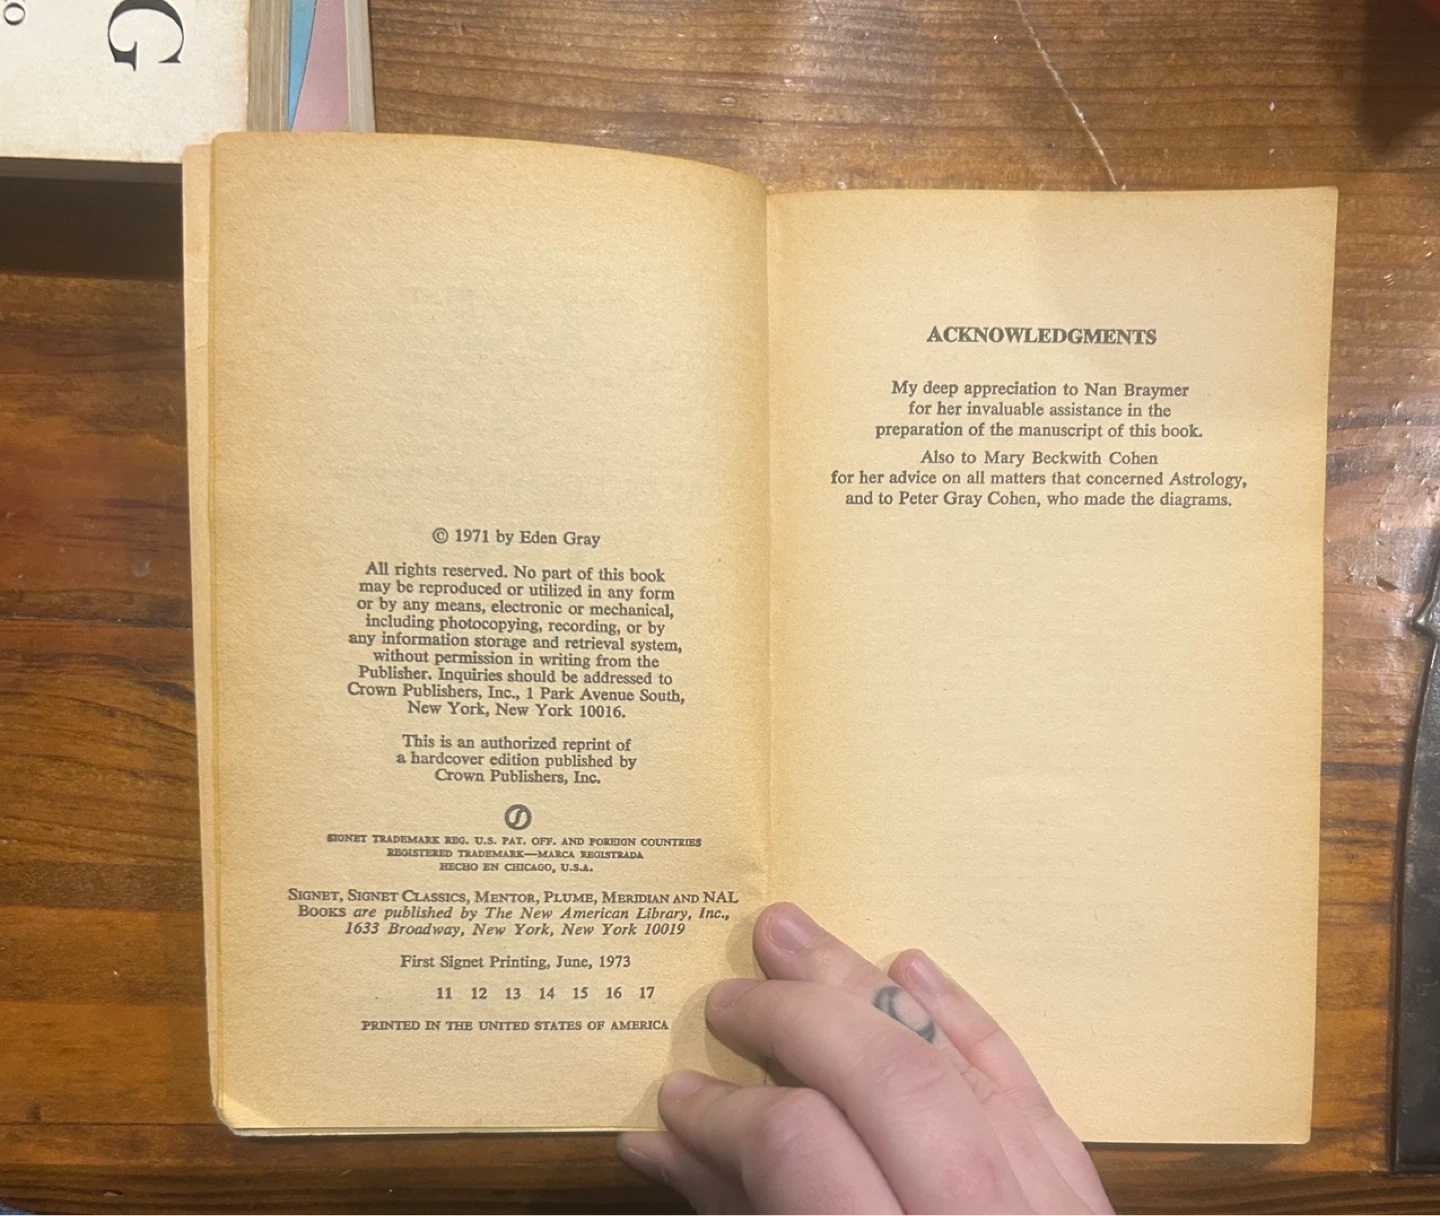 G
© 1971 by Eden Gray
All rights reserved. No part of this book
may be reproduced or utilized in any form
or by any means, electronic or mechanical,
including photocopying, recording, or by
any information storage and retrieval system,
without permission in writing from the
Publisher. Inquiries should be addressed to
Crown Publishers, Inc., 1 Park Avenue South,
New York, New York 10016.
This is an authorized reprint of
a hardcover edition published by
Crown Publishers, Inc.
SIGNET TRADEMARK REG. U.S. PAT. OFF. AND FOREIGN COUNTRIES
REGISTERED TRADEMARK—MARCA REGISTRADA
HECHO EN CHICAGO, U.S.A.
SIGNET, SIGNET CLASSICS, MENTOR, PLUME, MERIDIAN AND NAL
BOOKS are published by The New American Library, Inc.,
1633 Broadway, New York, New York 10019
First Signet Printing, June, 1973
11 12 13 14 15 16 17
PRINTED IN THE UNITED STATES OF AMERICA
ACKNOWLEDGMENTS
My deep appreciation to Nan Braymer
for her invaluable assistance in the
preparation of the manuscript of this book.
Also to Mary Beckwith Cohen
for her advice on all matters that concerned Astrology,
and to Peter Gray Cohen, who made the diagrams.